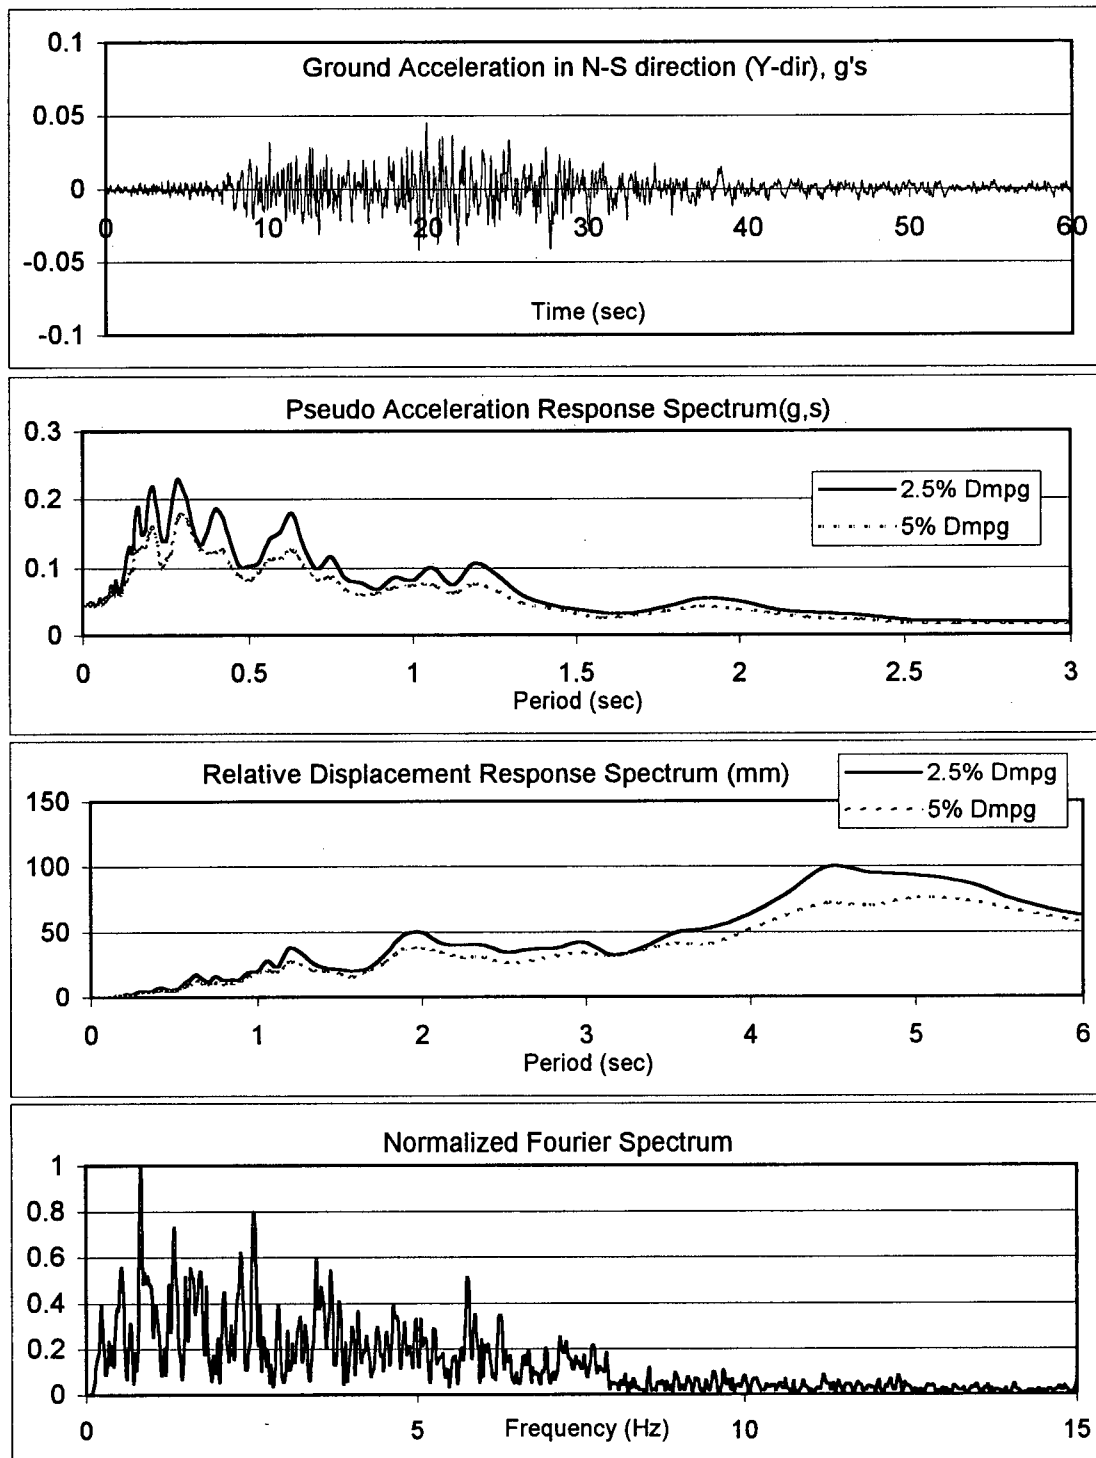 Ground Acceleration in N-S direction (Y-dir), g's
0.1
0.05
0
-0.05
-0.1
0 10 20 30 40 50 60
Time (sec)
Pseudo Acceleration Response Spectrum(g,s)
0.3
0.2
0.1
0
2.5% Dmpg
5% Dmpg
0 0.5 1 1.5 2 2.5 3
Period (sec)
Relative Displacement Response Spectrum (mm)
150
100
50
0
2.5% Dmpg
5% Dmpg
0 1 2 3 4 5 6
Period (sec)
Normalized Fourier Spectrum
1
0.8
0.6
0.4
0.2
0
0 5 10 15
Frequency (Hz)